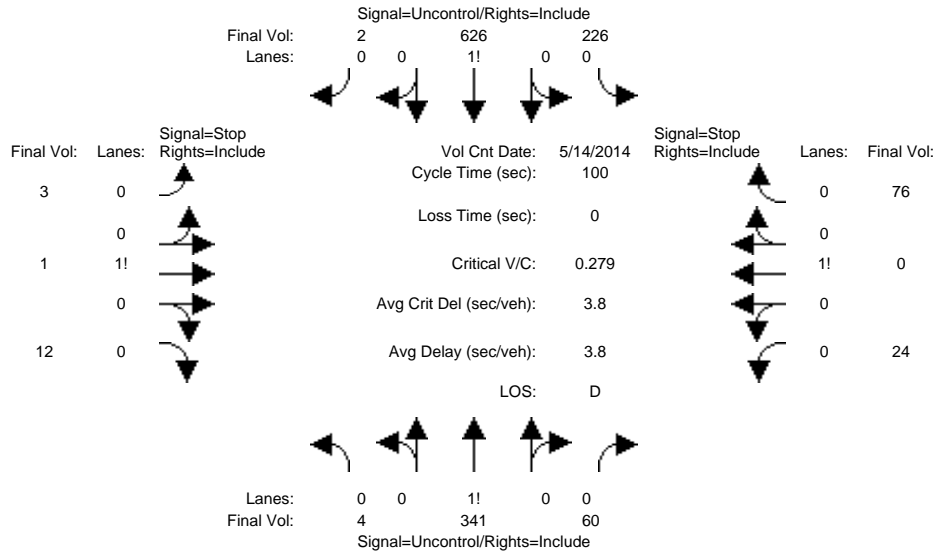 Signal=Uncontrol/Rights=Include
Final Vol: 2 626 226
Lanes: 0 0 1! 0 0
Signal=Stop Signal=Stop
Final Vol: Lanes: Rights=Include Vol Cnt Date: 5/14/2014 Rights=Include Lanes: Final Vol:
Cycle Time (sec): 100
3 0 0 76
Loss Time (sec): 0
0 0
1 1! Critical V/C: 0.279 1! 0
0 Avg Crit Del (sec/veh): 3.8 0
12 0 Avg Delay (sec/veh): 3.8 0 24
LOS: D
Lanes: 0 0 1! 0 0
Final Vol: 4 341 60
Signal=Uncontrol/Rights=Include